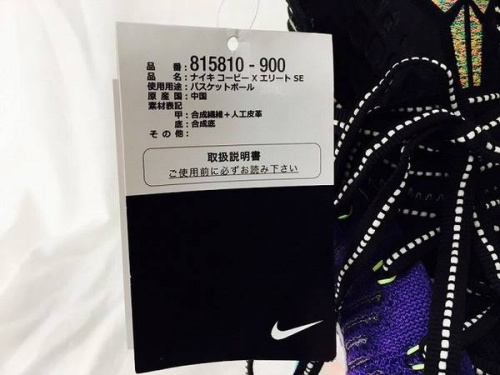 品番：815810 - 900
品名：ナイキ コービー X エリート SE
使用用途：バスケットボール
原産国：中国
素材表記
甲：合成繊維＋人工皮革
底：合成底
その他：
取扱説明書
ご使用前に必ずお読み下さい